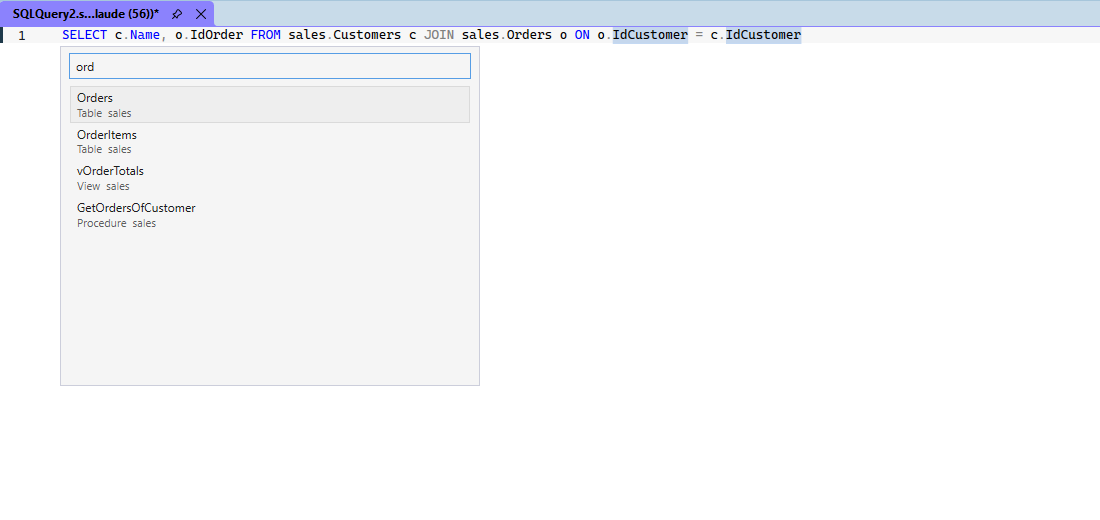 SQLQuery2.s...laude (56))*
1 SELECT c.Name, o.IdOrder FROM sales.Customers c JOIN sales.Orders o ON o.IdCustomer = c.IdCustomer
ord
Orders
Table sales
OrderItems
Table sales
vOrderTotals
View sales
GetOrdersOfCustomer
Procedure sales